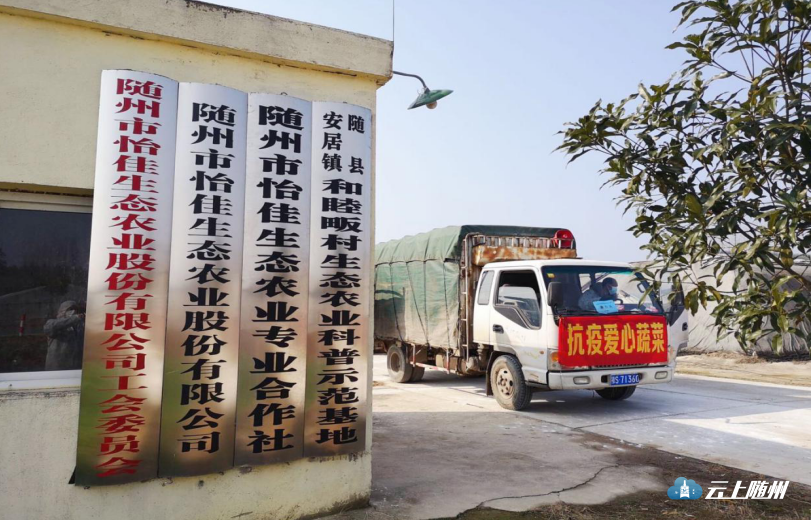 随州市怡佳生态农业股份有限公司工会委员会
随州市怡佳生态农业股份有限公司
随州市怡佳生态农业专业合作社
随县
安居镇
和睦畈村生态农业科普示范基地
抗疫爱心蔬菜
云上随州